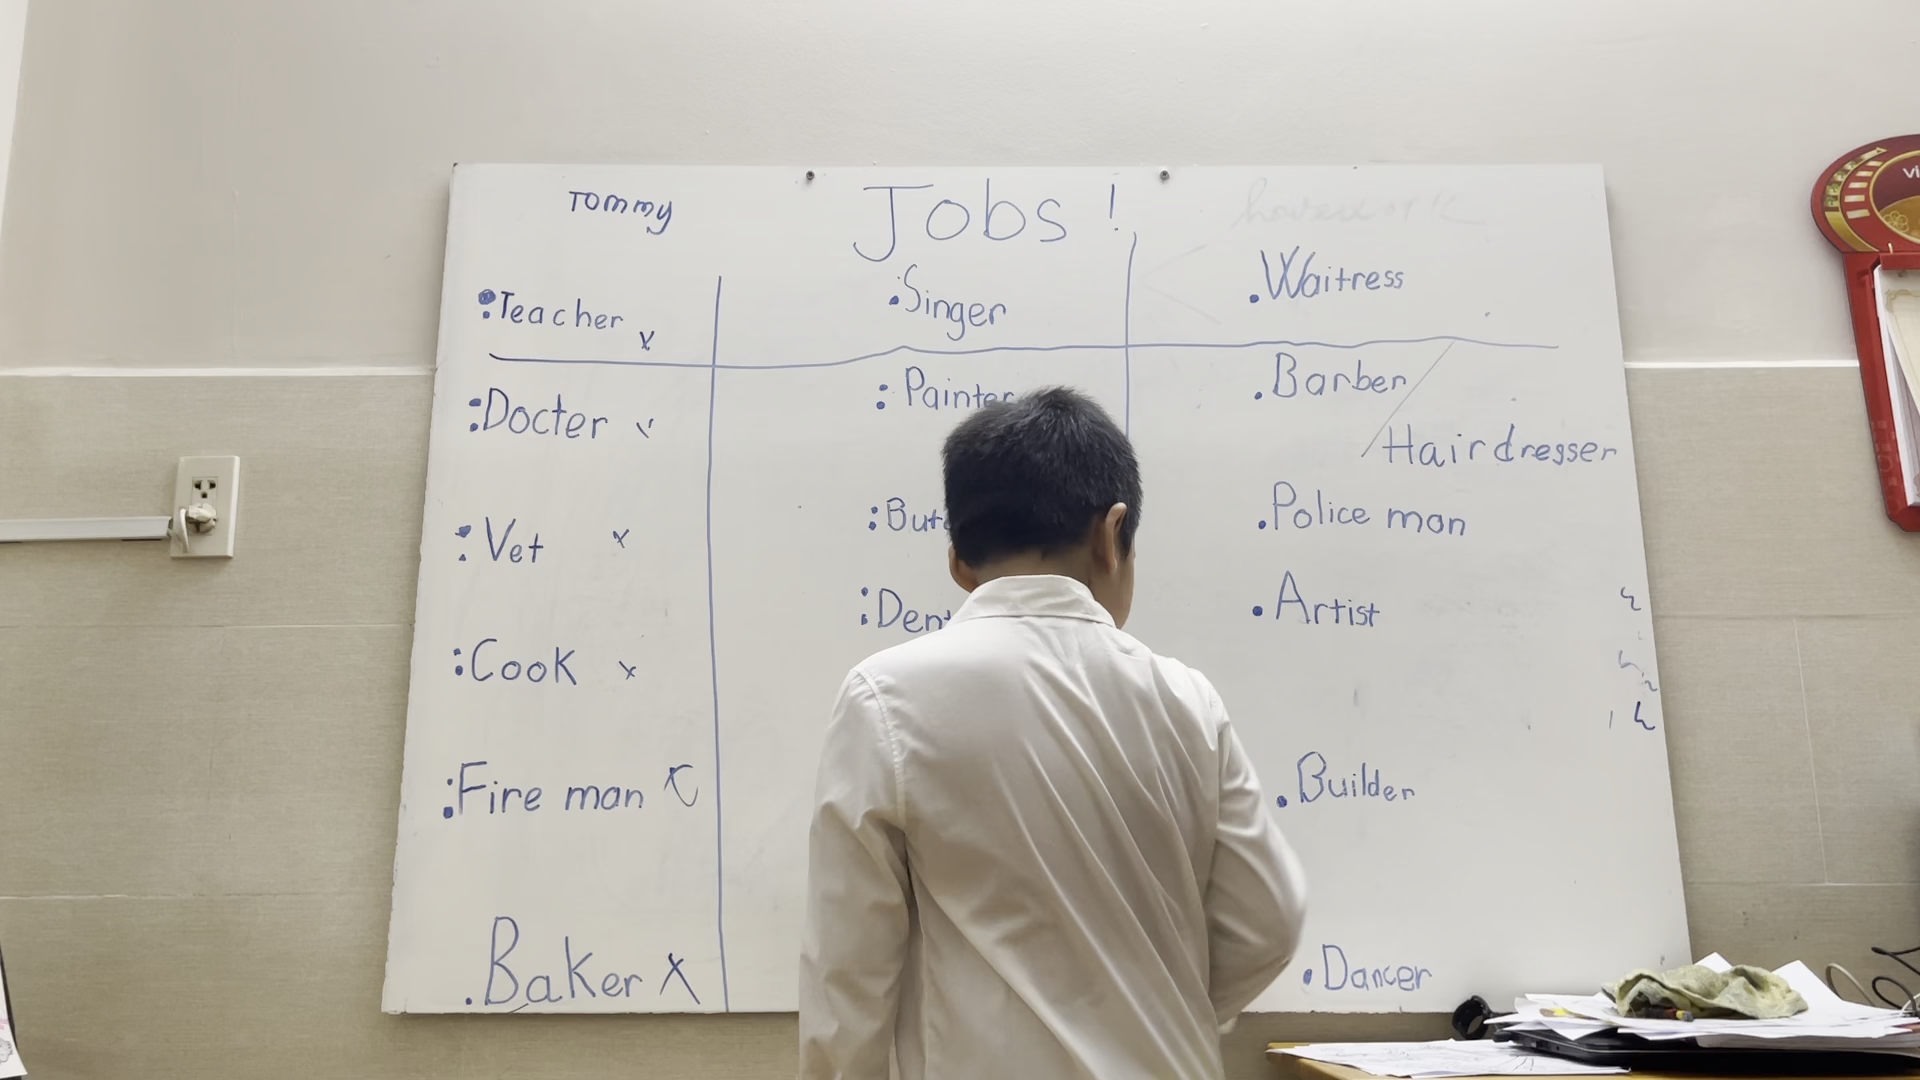 Tommy
Jobs!
Teacher x
Docter x
Vet x
Cook x
Fire man x
Baker x
Singer
Painter
Waitress
Barber / Hairdresser
Police man
Artist
Builder
Dancer